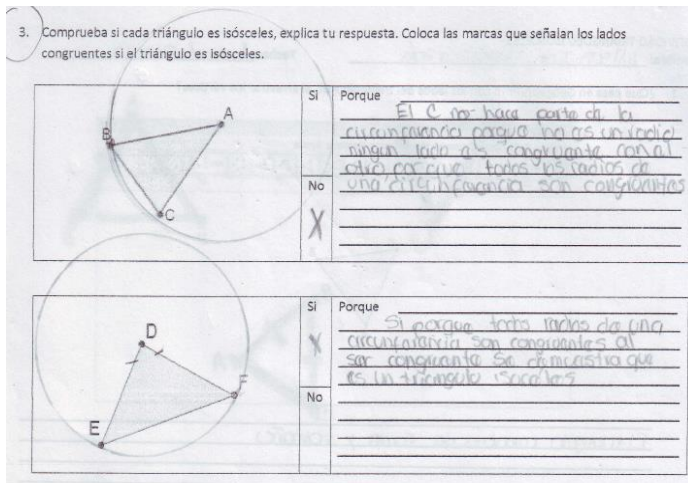 3. Comprueba si cada triángulo es isósceles, explica tu respuesta. Coloca las marcas que señalan los lados
congruentes si el triángulo es isósceles.
A
B
C
Si
No
X
Porque
El C no hace parte de la
circunferencia porque no es un radio
ningun lado es congruente con al
otro, porque todos los radios de
una circunferencia son congruentes
D
E
F
Si
X
No
Porque
Si porque todos radios de una
circunferencia son congruentes al
ser congruente se demuestra que
es un triangulo isoceles